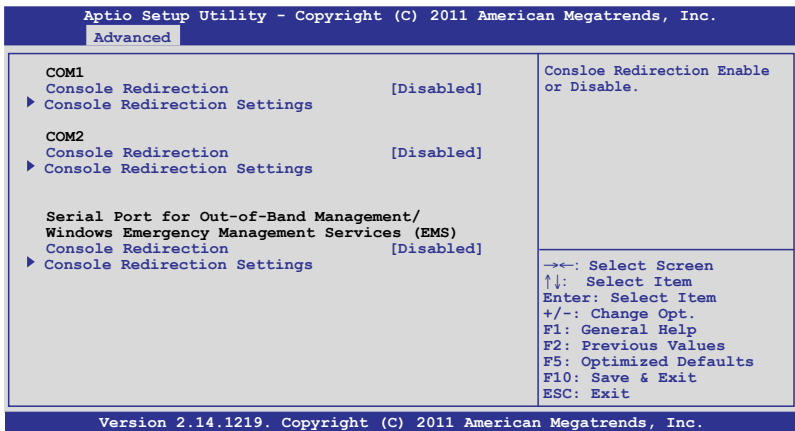 Aptio Setup Utility - Copyright (C) 2011 American Megatrends, Inc.
Advanced
COM1
Console Redirection [Disabled]
Console Redirection Settings
COM2
Console Redirection [Disabled]
Console Redirection Settings
Serial Port for Out-of-Band Management/
Windows Emergency Management Services (EMS)
Console Redirection [Disabled]
Console Redirection Settings
Consloe Redirection Enable
or Disable.
→←: Select Screen
↑↓: Select Item
Enter: Select Item
+/-: Change Opt.
F1: General Help
F2: Previous Values
F5: Optimized Defaults
F10: Save & Exit
ESC: Exit
Version 2.14.1219. Copyright (C) 2011 American Megatrends, Inc.